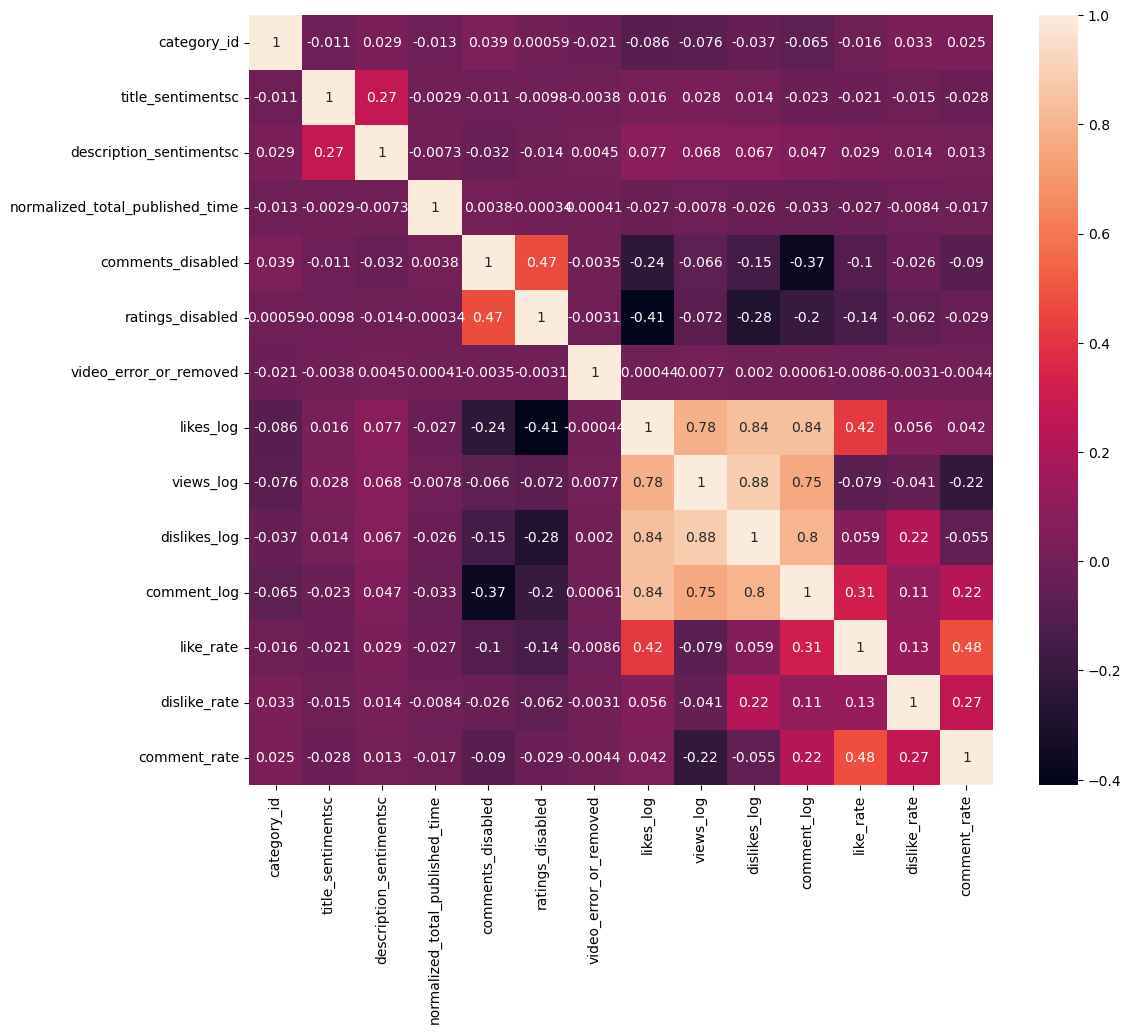 category_id 1 -0.011 0.029 -0.013 0.039 0.00059 -0.021 -0.086 -0.076 -0.037 -0.065 -0.016 0.033 0.025 1.0
title_sentimentsc -0.011 1 0.27 -0.0029 -0.011 -0.0098 -0.0038 0.016 0.028 0.014 -0.023 -0.021 -0.015 -0.028
description_sentimentsc 0.029 0.27 1 -0.0073 -0.032 -0.014 0.0045 0.077 0.068 0.067 0.047 0.029 0.014 0.013 0.8
normalized_total_published_time -0.013 -0.0029 -0.0073 1 0.0038 -0.00034 0.00041 -0.027 -0.0078 -0.026 -0.033 -0.027 -0.0084 -0.017
comments_disabled 0.039 -0.011 -0.032 0.0038 1 0.47 -0.0035 -0.24 -0.066 -0.15 -0.37 -0.1 -0.026 -0.09 0.6
ratings_disabled 0.00059 -0.0098 -0.014 -0.00034 0.47 1 -0.0031 -0.41 -0.072 -0.28 -0.2 -0.14 -0.062 -0.029
video_error_or_removed -0.021 -0.0038 0.0045 0.00041 -0.0035 -0.0031 1 -0.00044 0.0077 0.002 0.00061 -0.0086 -0.0031 -0.0044 0.4
likes_log -0.086 0.016 0.077 -0.027 -0.24 -0.41 -0.00044 1 0.78 0.84 0.84 0.42 0.056 0.042 0.2
views_log -0.076 0.028 0.068 -0.0078 -0.066 -0.072 0.0077 0.78 1 0.88 0.75 -0.079 -0.041 -0.22
dislikes_log -0.037 0.014 0.067 -0.026 -0.15 -0.28 0.002 0.84 0.88 1 0.8 0.059 0.22 -0.055 0.0
comment_log -0.065 -0.023 0.047 -0.033 -0.37 -0.2 0.00061 0.84 0.75 0.8 1 0.31 0.11 0.22
like_rate -0.016 -0.021 0.029 -0.027 -0.1 -0.14 -0.0086 0.42 -0.079 0.059 0.31 1 0.13 0.48 −0.2
dislike_rate 0.033 -0.015 0.014 -0.0084 -0.026 -0.062 -0.0031 0.056 -0.041 0.22 0.11 0.13 1 0.27
comment_rate 0.025 -0.028 0.013 -0.017 -0.09 -0.029 -0.0044 0.042 -0.22 -0.055 0.22 0.48 0.27 1 −0.4
category_id
title_sentimentsc
description_sentimentsc
normalized_total_published_time
comments_disabled
ratings_disabled
video_error_or_removed
likes_log
views_log
dislikes_log
comment_log
like_rate
dislike_rate
comment_rate